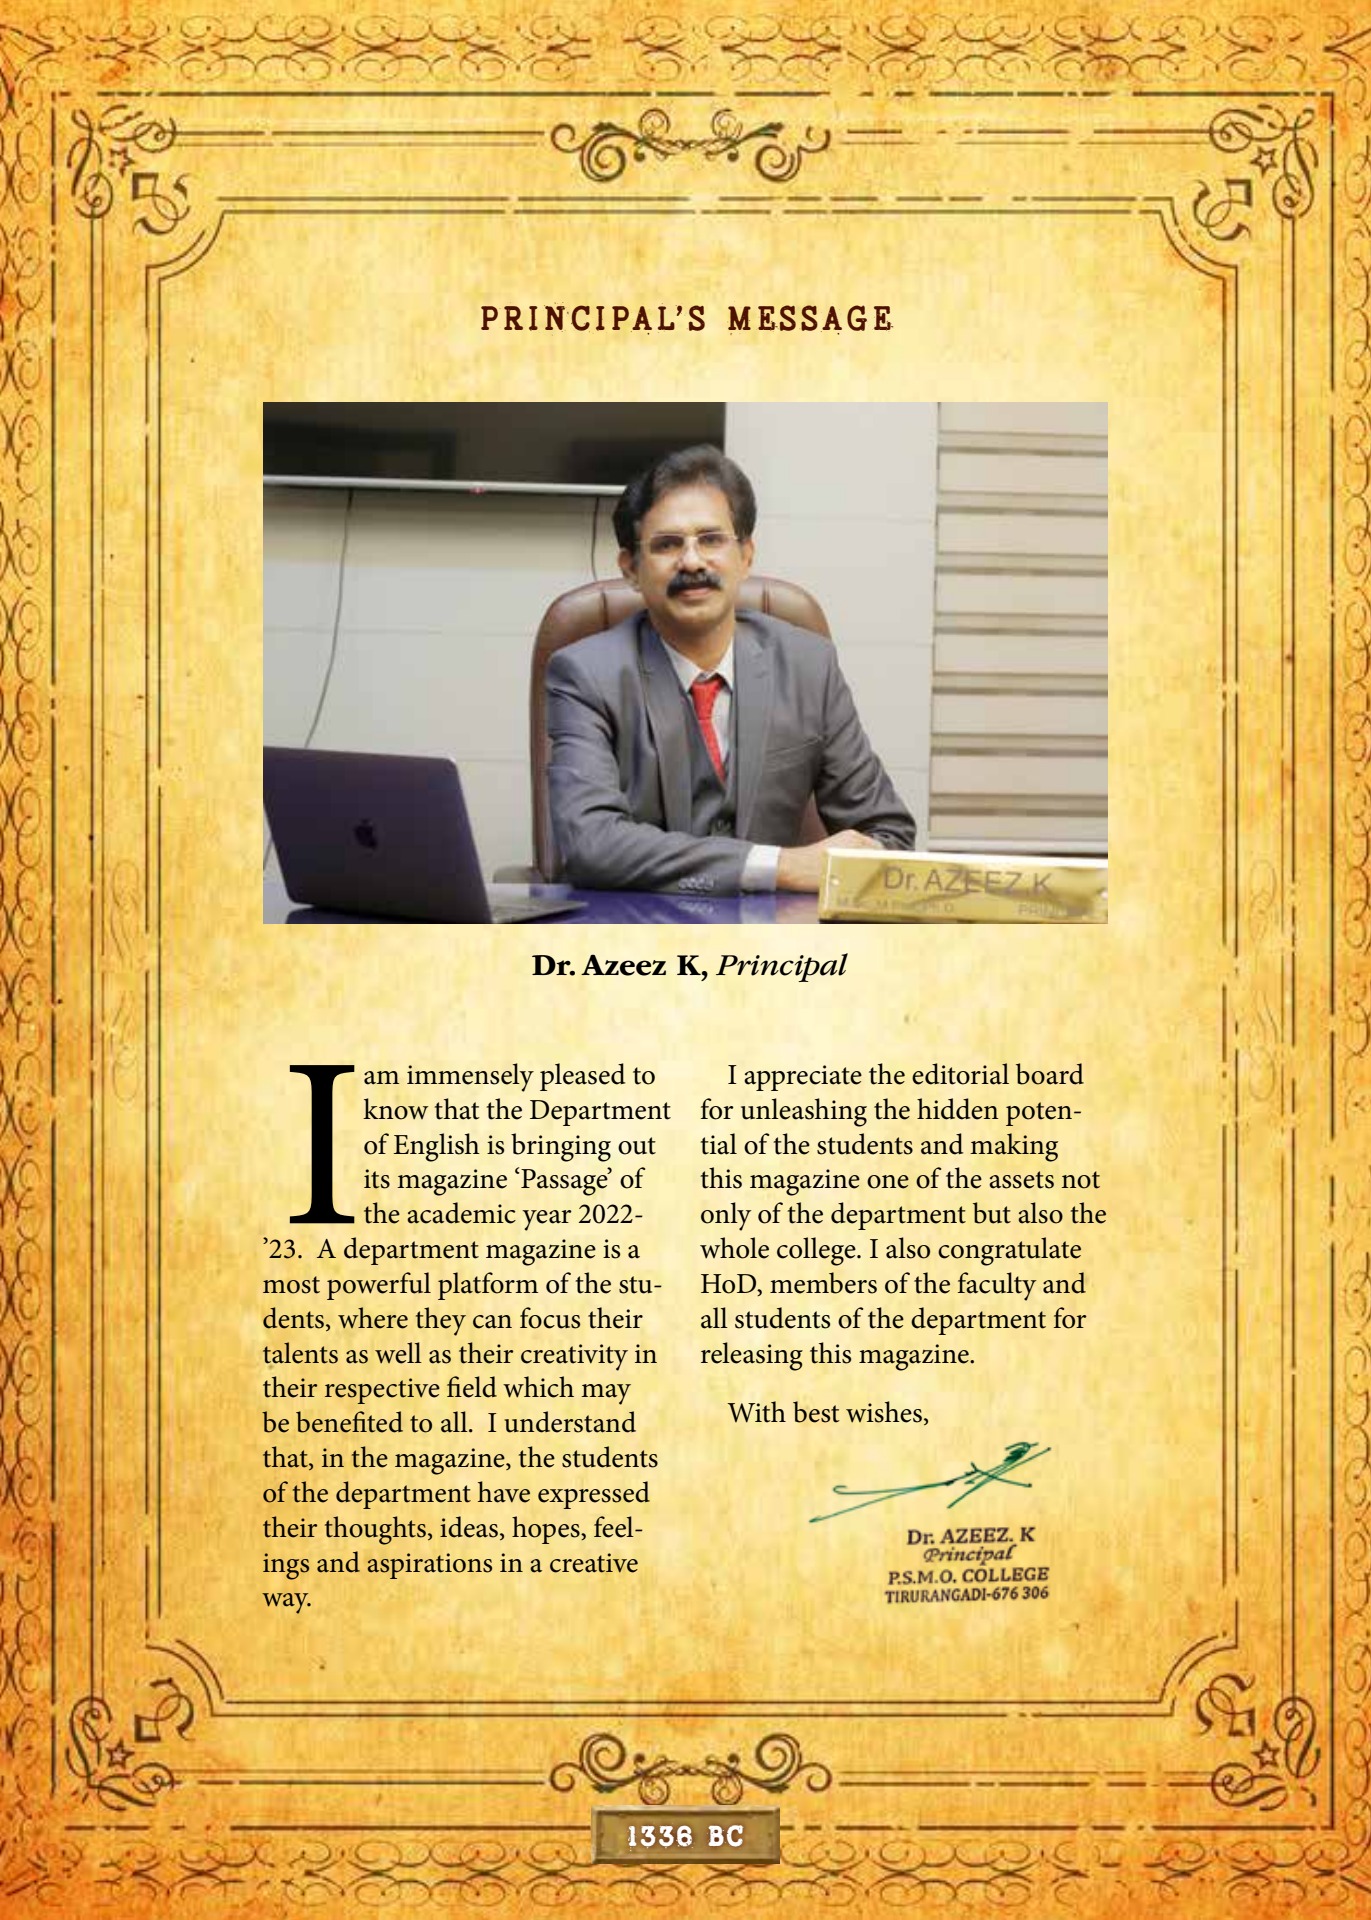 PRINCIPAL'S MESSAGE
Dr. AZEEZ K
Dr. Azeez K, Principal
I am immensely pleased to
know that the Department
of English is bringing out
its magazine ‘Passage’ of
the academic year 2022-
’23.  A department magazine is a
most powerful platform of the stu-
dents, where they can focus their
talents as well as their creativity in
their respective field which may
be benefited to all.  I understand
that, in the magazine, the students
of the department have expressed
their thoughts, ideas, hopes, feel-
ings and aspirations in a creative
way.
I appreciate the editorial board
for unleashing the hidden poten-
tial of the students and making
this magazine one of the assets not
only of the department but also the
whole college. I also congratulate
HoD, members of the faculty and
all students of the department for
releasing this magazine.
With best wishes,
Dr. AZEEZ. K
Principal
P.S.M.O. COLLEGE
TIRURANGADI-676 306
1336 BC